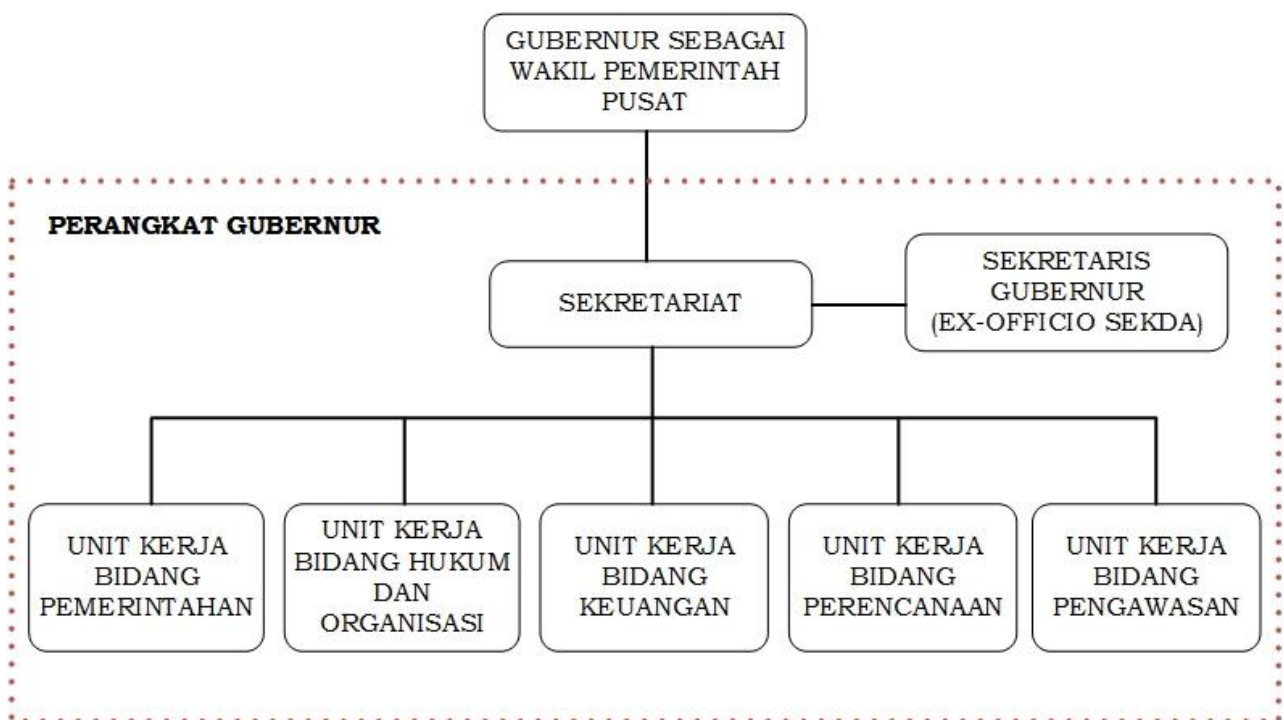 GUBERNUR SEBAGAI
WAKIL PEMERINTAH
PUSAT
PERANGKAT GUBERNUR
SEKRETARIAT
SEKRETARIS
GUBERNUR
(EX-OFFICIO SEKDA)
UNIT KERJA
BIDANG
PEMERINTAHAN
UNIT KERJA
BIDANG HUKUM
DAN
ORGANISASI
UNIT KERJA
BIDANG
KEUANGAN
UNIT KERJA
BIDANG
PERENCANAAN
UNIT KERJA
BIDANG
PENGAWASAN